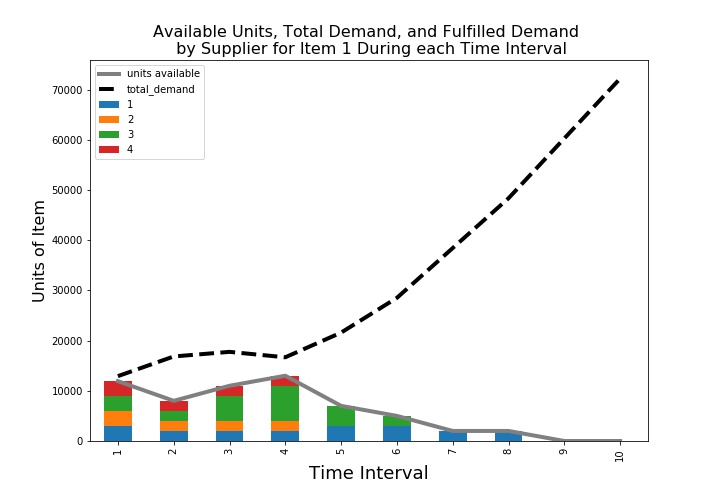 Available Units, Total Demand, and Fulfilled Demand
by Supplier for Item 1 During each Time Interval
units available
total_demand
1
2
3
4
Units of Item
70000
60000
50000
40000
30000
20000
10000
0
1 2 3 4 5 6 7 8 9 10
Time Interval